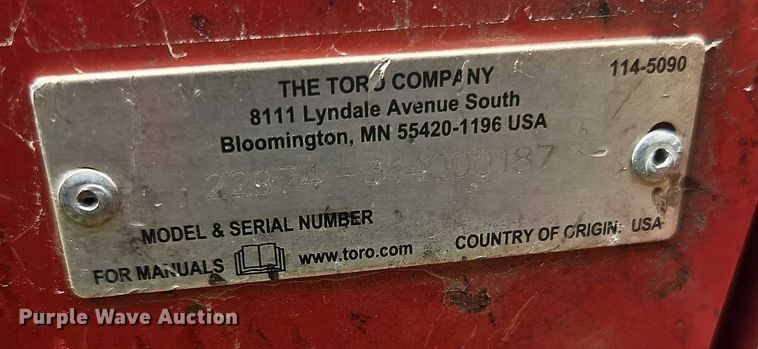 THE TORO COMPANY 114-5090
8111 Lyndale Avenue South
Bloomington, MN 55420-1196 USA
22974 - 314000187
MODEL & SERIAL NUMBER
FOR MANUALS www.toro.com COUNTRY OF ORIGIN: USA
Purple Wave Auction